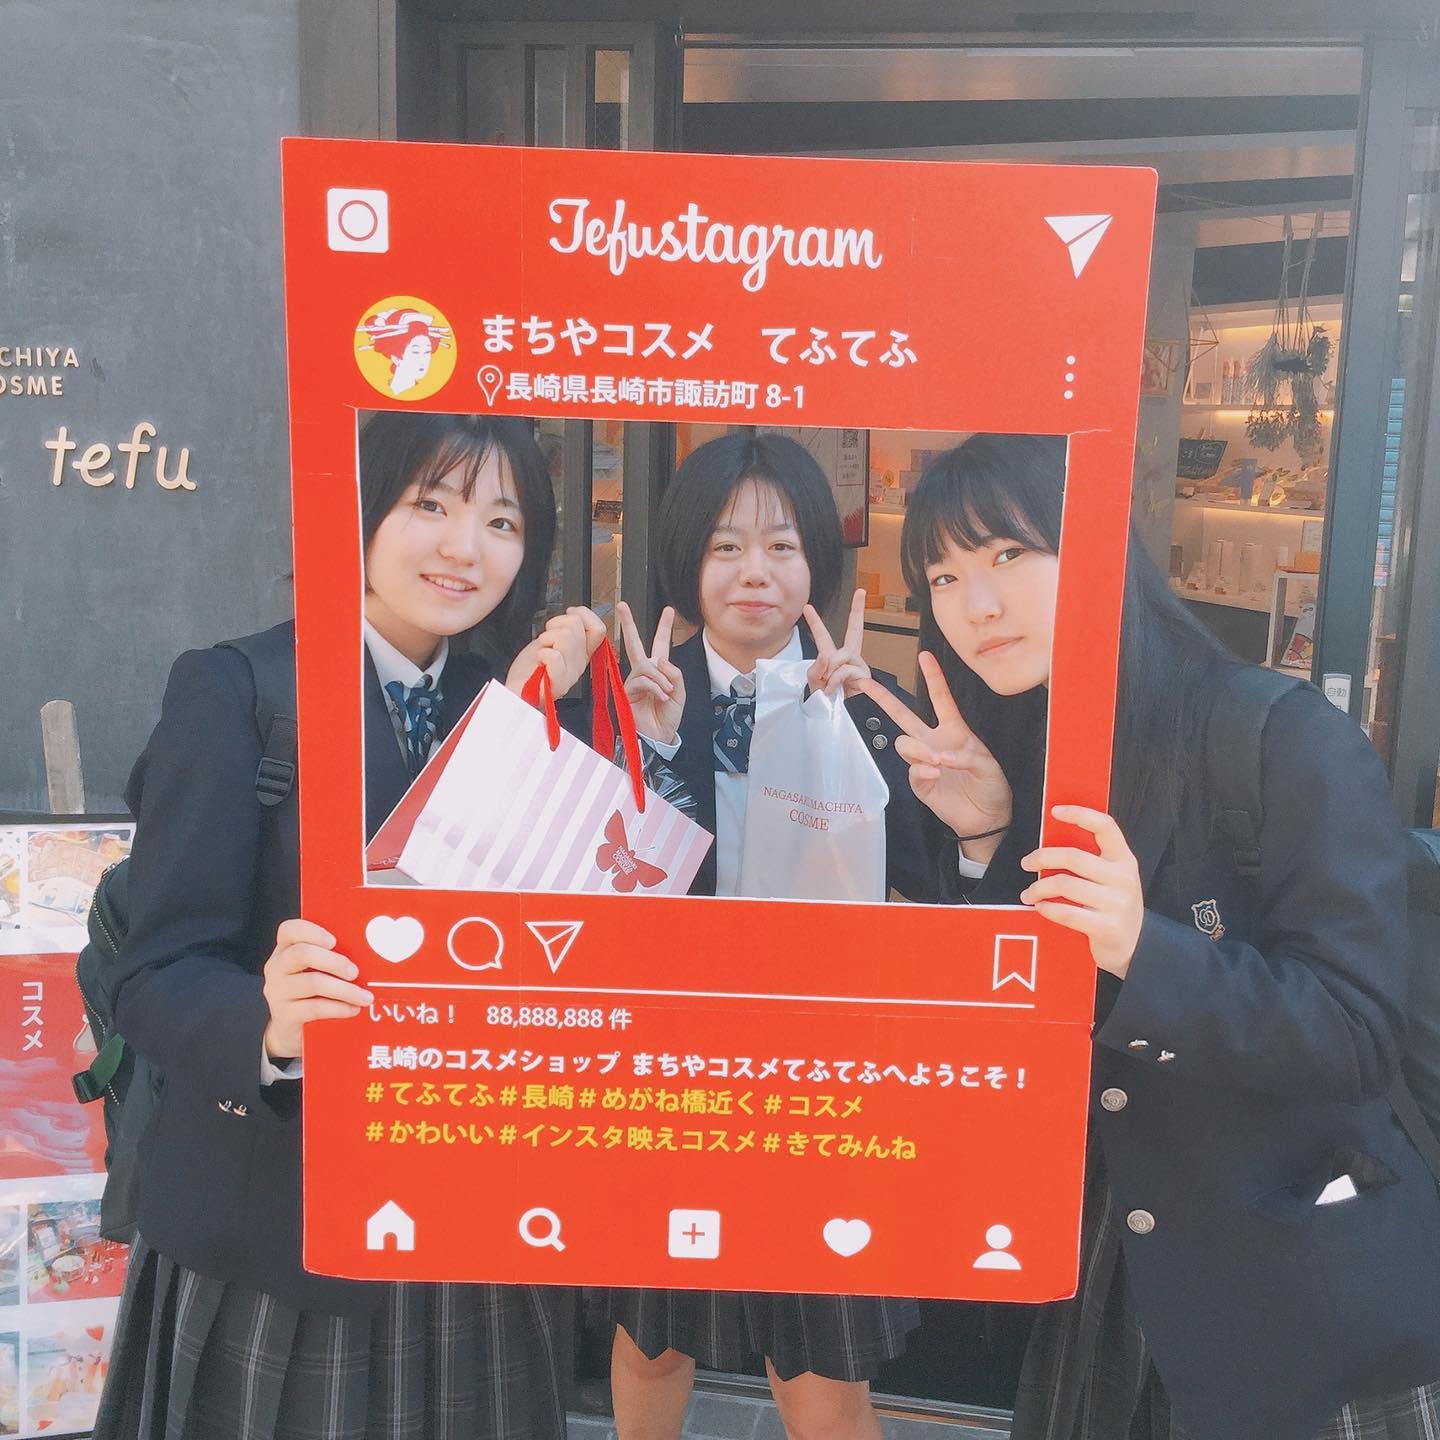 CHIYA
OSME
tefu
Tefustagram
まちやコスメ てふてふ
長崎県長崎市諏訪町 8-1
NAGASAKI MACHIYA
COSME
いいね！ 88,888,888 件
長崎のコスメショップ まちやコスメてふてふへようこそ！
#てふてふ#長崎#めがね橋近く#コスメ
#かわいい#インスタ映えコスメ#きてみんね
コスメ
自動